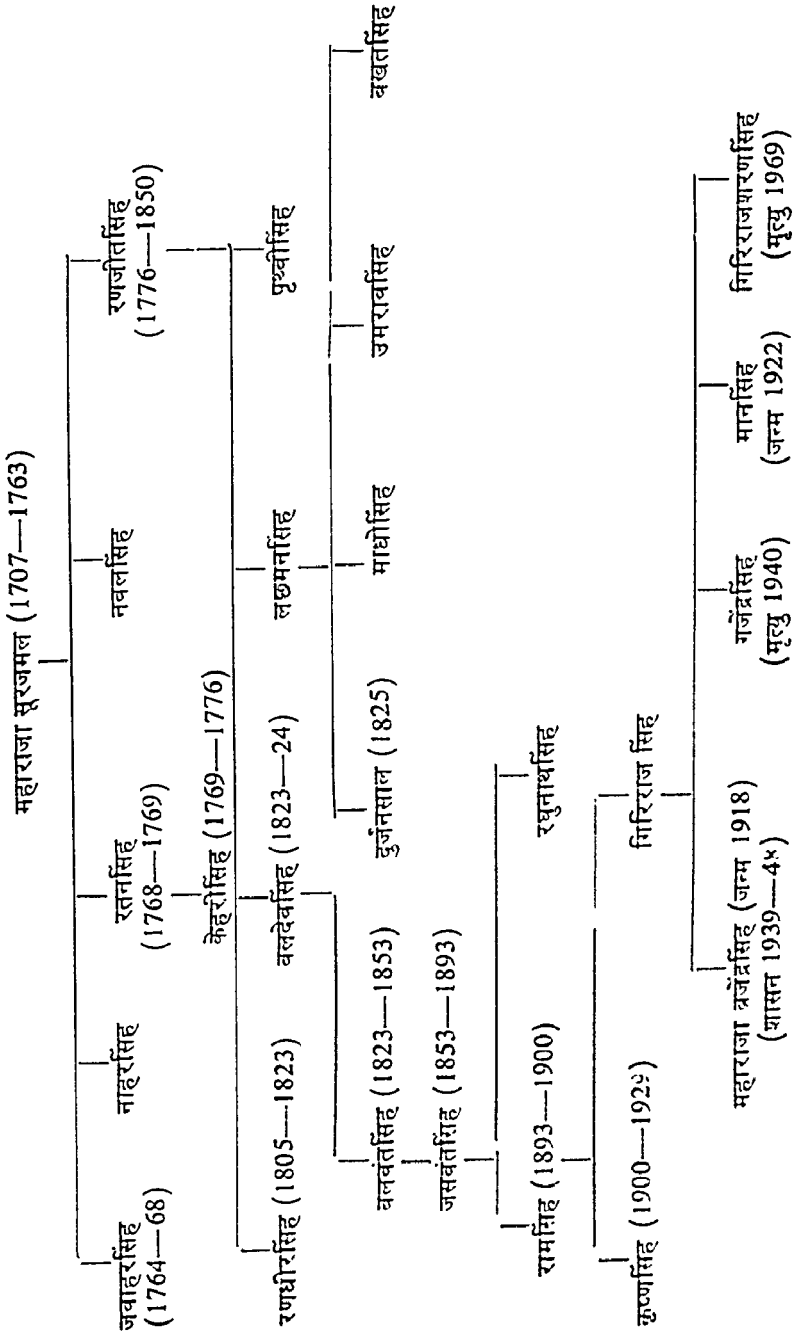 महाराजा सूरजमल (1707—1763)
जवाहरसिंह नाहरसिंह रतनसिंह नवलसिंह रणजीतसिंह
(1764—68) (1768—1769) (1776—1850)
केहरीसिंह (1769—1776)
रणधीरसिंह (1805—1823) बलदेवसिंह (1823—24) लछमनसिंह पृथ्वीसिंह
दुर्जनसाल (1825) माधोसिंह उमरावसिंह बखतसिंह
बलवंतसिंह (1823—1853)
जसवंतसिंह (1853—1893)
रामसिंह (1893—1900) रघुनाथसिंह
कृष्णसिंह (1900—1929) गिरिराज सिंह
महाराजा ब्रजेंद्रसिंह (जन्म 1918) गजेंद्रसिंह मानसिंह गिरिराजशरणसिंह
(शासन 1939—48) (मृत्यु 1940) (जन्म 1922) (मृत्यु 1969)